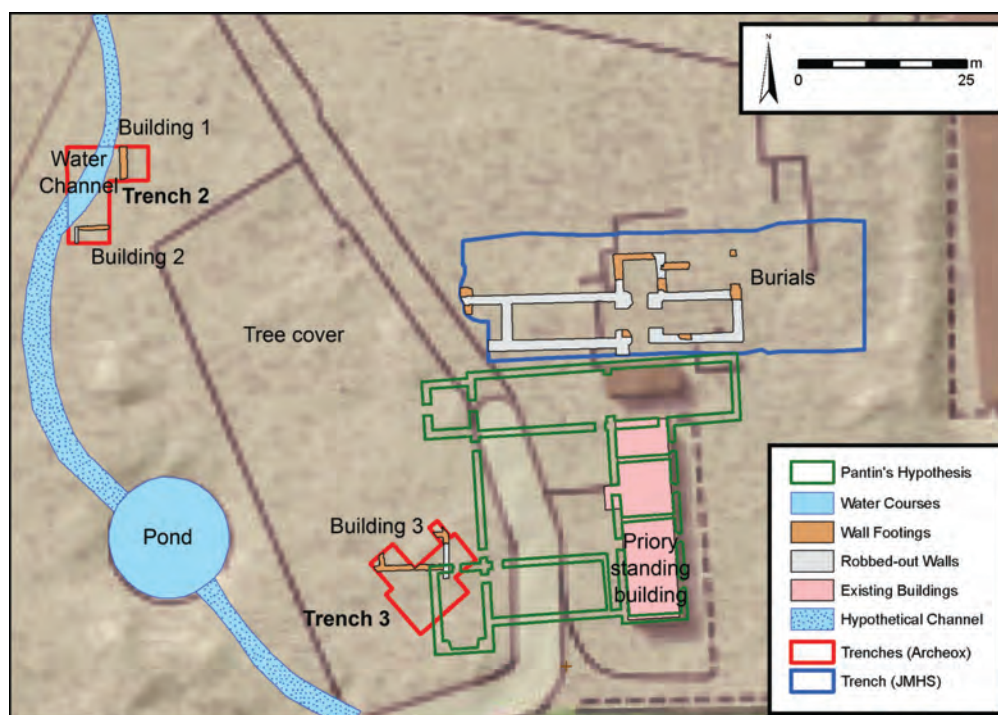 N
0
25
m
Building 1
Water
Channel
Trench 2
Building 2
Burials
Tree cover
Building 3
Pond
Priory
standing
building
Trench 3
Pantin's Hypothesis
Water Courses
Wall Footings
Robbed-out Walls
Existing Buildings
Hypothetical Channel
Trenches (Archeox)
Trench (JMHS)